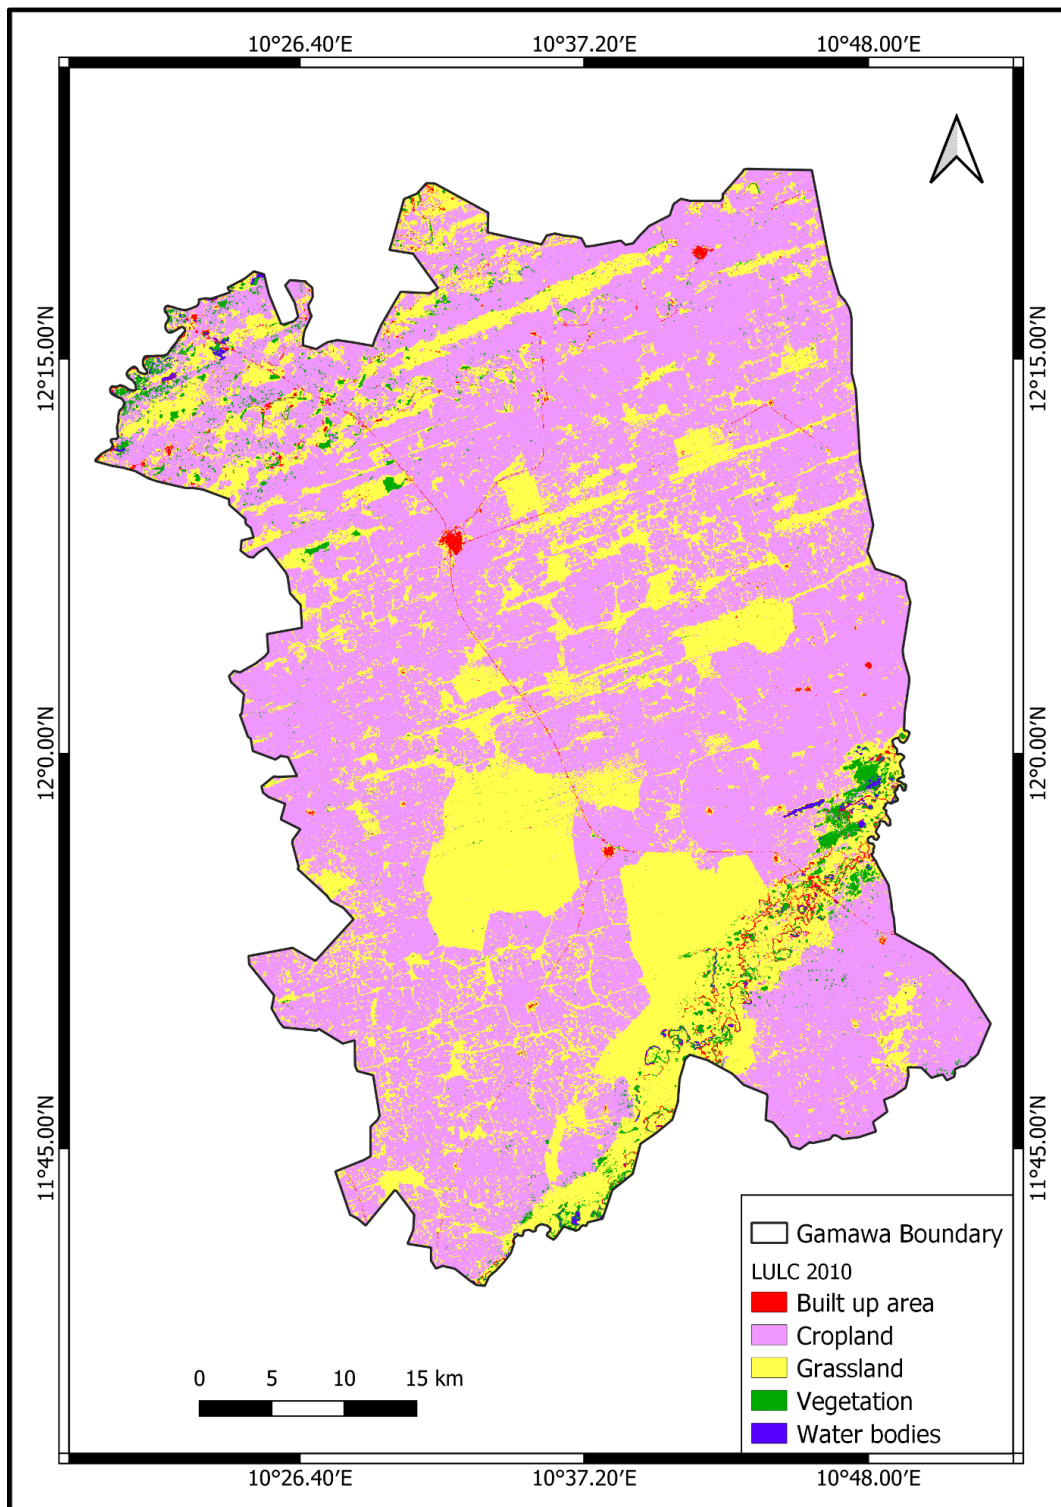 10°26.40′E 10°37.20′E 10°48.00′E
12°15.00′N 12°15.00′N
12°0.00′N 12°0.00′N
11°45.00′N 11°45.00′N
Gamawa Boundary
LULC 2010
Built up area
Cropland
Grassland
Vegetation
Water bodies
0 5 10 15 km
10°26.40′E 10°37.20′E 10°48.00′E